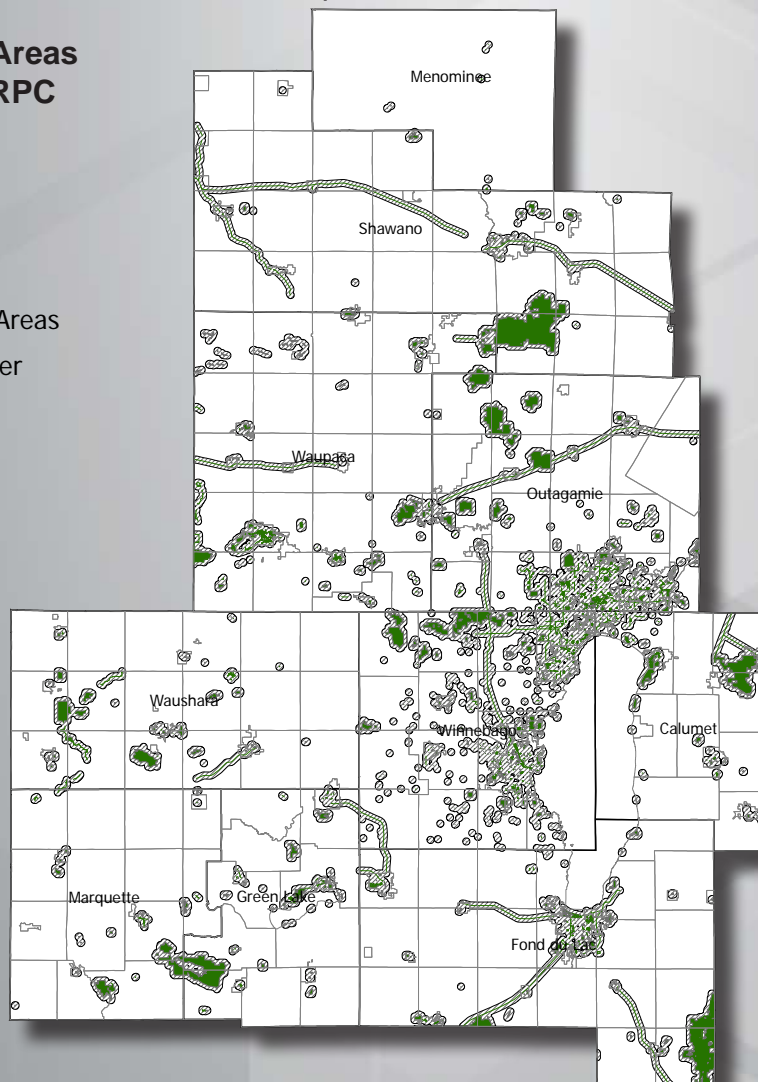 Areas
RPC
Menominee
Shawano
Areas
er
Waupaca
Outagamie
Waushara
Winnebago
Calumet
Marquette
Green Lake
Fond du Lac